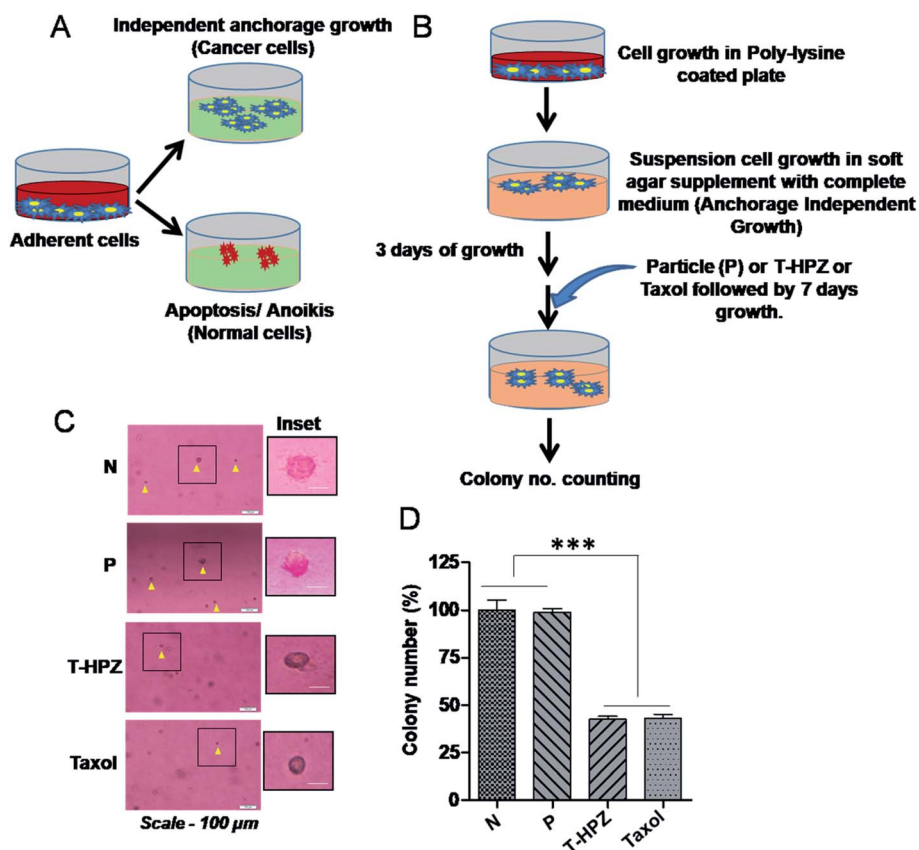 A
Independent anchorage growth
(Cancer cells)
Adherent cells
Apoptosis/ Anoikis
(Normal cells)
B
Cell growth in Poly-lysine
coated plate
Suspension cell growth in soft
agar supplement with complete
medium (Anchorage Independent
Growth)
3 days of growth
Particle (P) or T-HPZ or
Taxol followed by 7 days
growth.
Colony no. counting
C
Inset
N
P
T-HPZ
Taxol
Scale - 100 µm
D
***
Colony number (%)
125
100
75
50
25
0
N
P
T-HPZ
Taxol